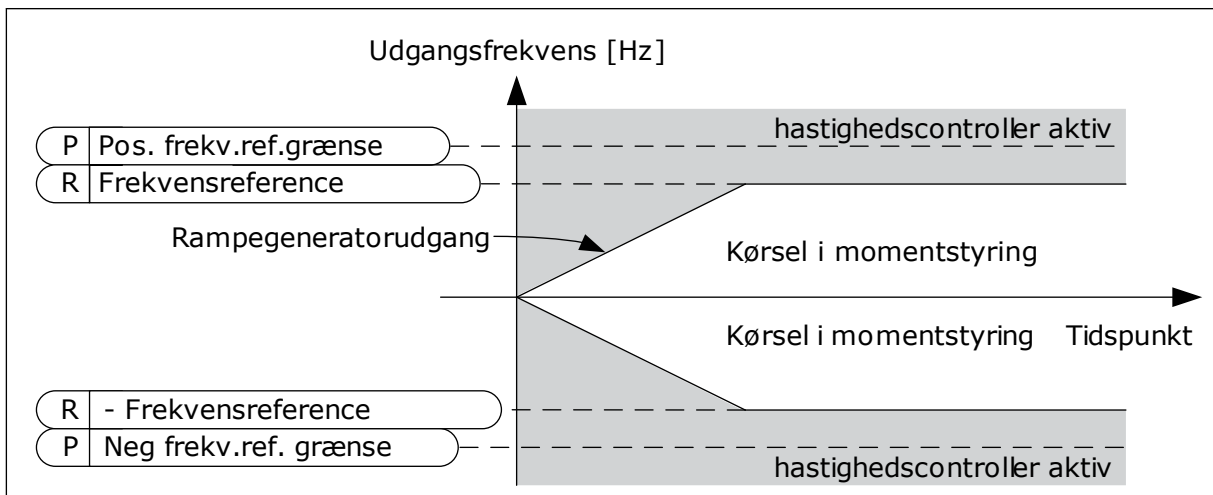 Udgangsfrekvens [Hz]
hastighedscontroller aktiv
P Pos. frekv.ref.grænse
R Frekvensreference
Rampegeneratorudgang
Kørsel i momentstyring
Kørsel i momentstyring Tidspunkt
R - Frekvensreference
P Neg frekv.ref. grænse
hastighedscontroller aktiv